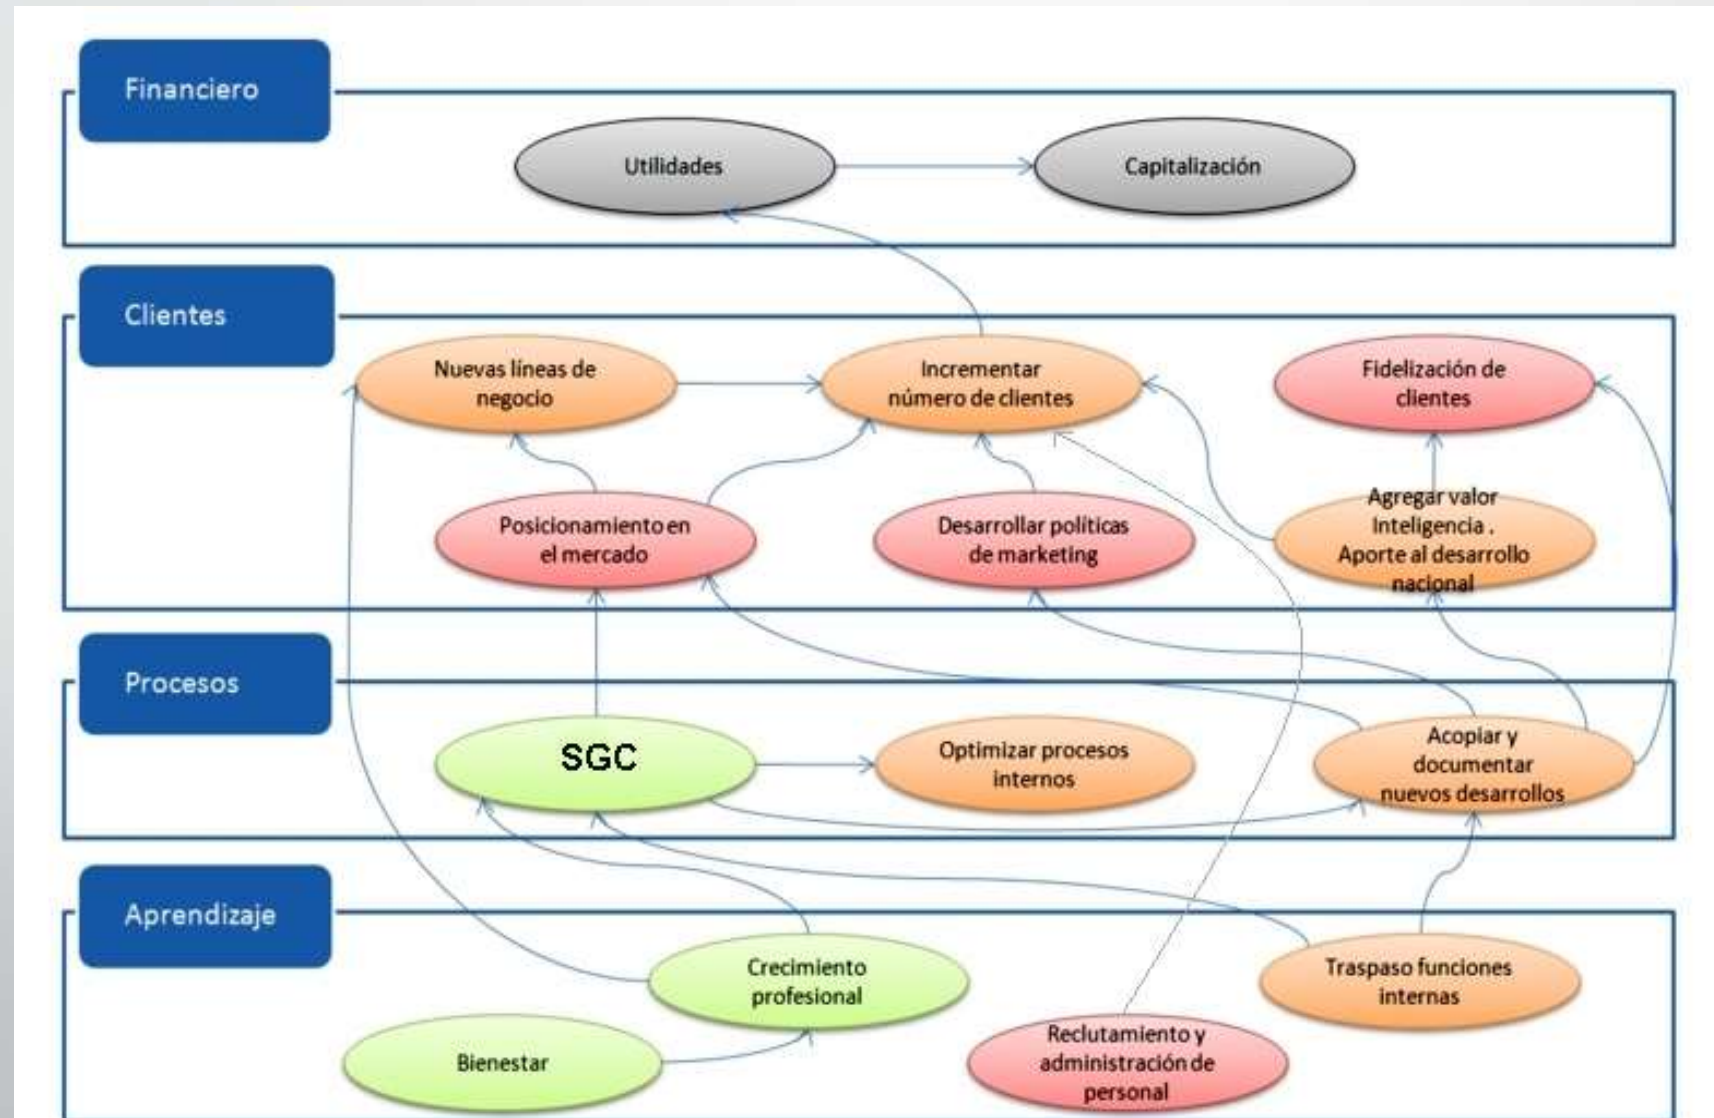 Financiero
Utilidades
Capitalización
Clientes
Nuevas líneas de
negocio
Incrementar
número de clientes
Fidelización de
clientes
Posicionamiento en
el mercado
Desarrollar políticas
de marketing
Agregar valor
Inteligencia .
Aporte al desarrollo
nacional
Procesos
SGC
Optimizar procesos
internos
Acopiar y
documentar
nuevos desarrollos
Aprendizaje
Crecimiento
profesional
Traspaso funciones
internas
Bienestar
Reclutamiento y
administración de
personal